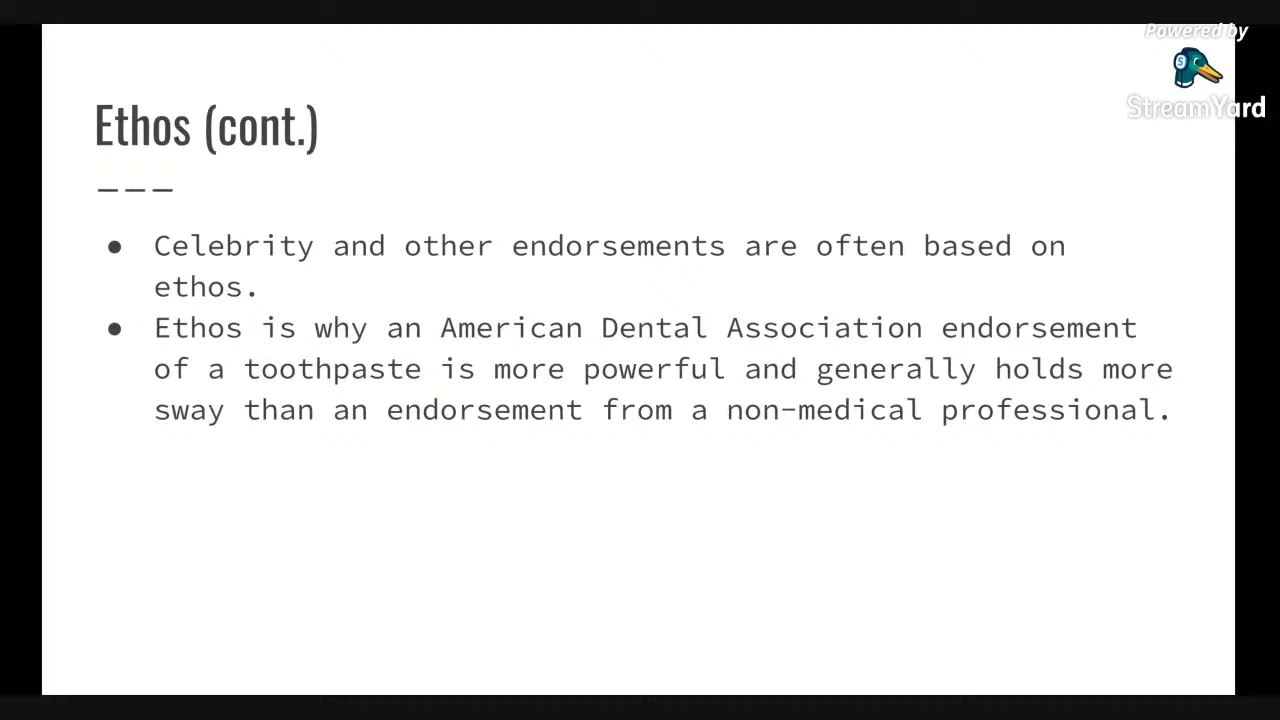 Powered by
StreamYard
Ethos (cont.)
● Celebrity and other endorsements are often based on
ethos.
● Ethos is why an American Dental Association endorsement
of a toothpaste is more powerful and generally holds more
sway than an endorsement from a non-medical professional.